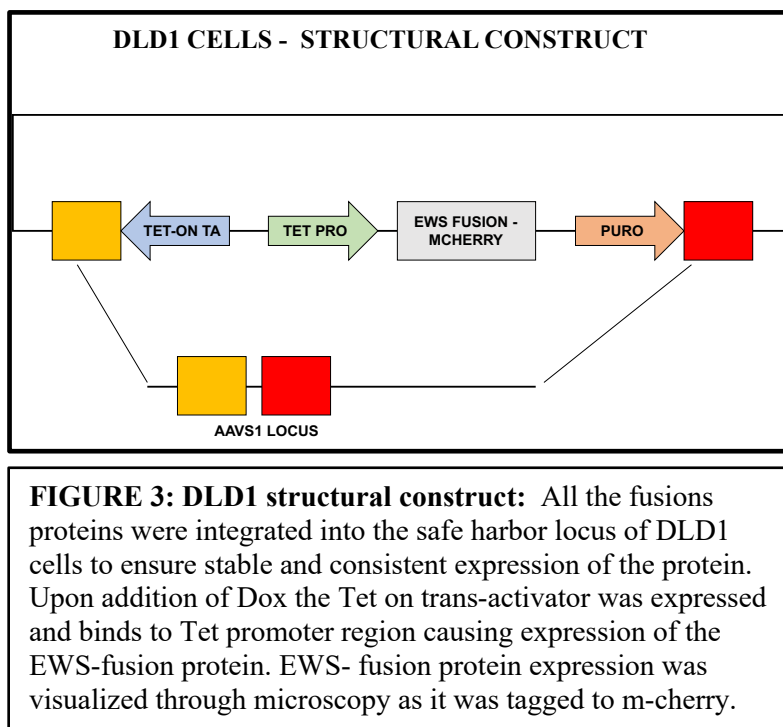 DLD1 CELLS - STRUCTURAL CONSTRUCT
TET-ON TA
TET PRO
EWS FUSION -
MCHERRY
PURO
AAVS1 LOCUS
FIGURE 3: DLD1 structural construct: All the fusions
proteins were integrated into the safe harbor locus of DLD1
cells to ensure stable and consistent expression of the protein.
Upon addition of Dox the Tet on trans-activator was expressed
and binds to Tet promoter region causing expression of the
EWS-fusion protein. EWS- fusion protein expression was
visualized through microscopy as it was tagged to m-cherry.